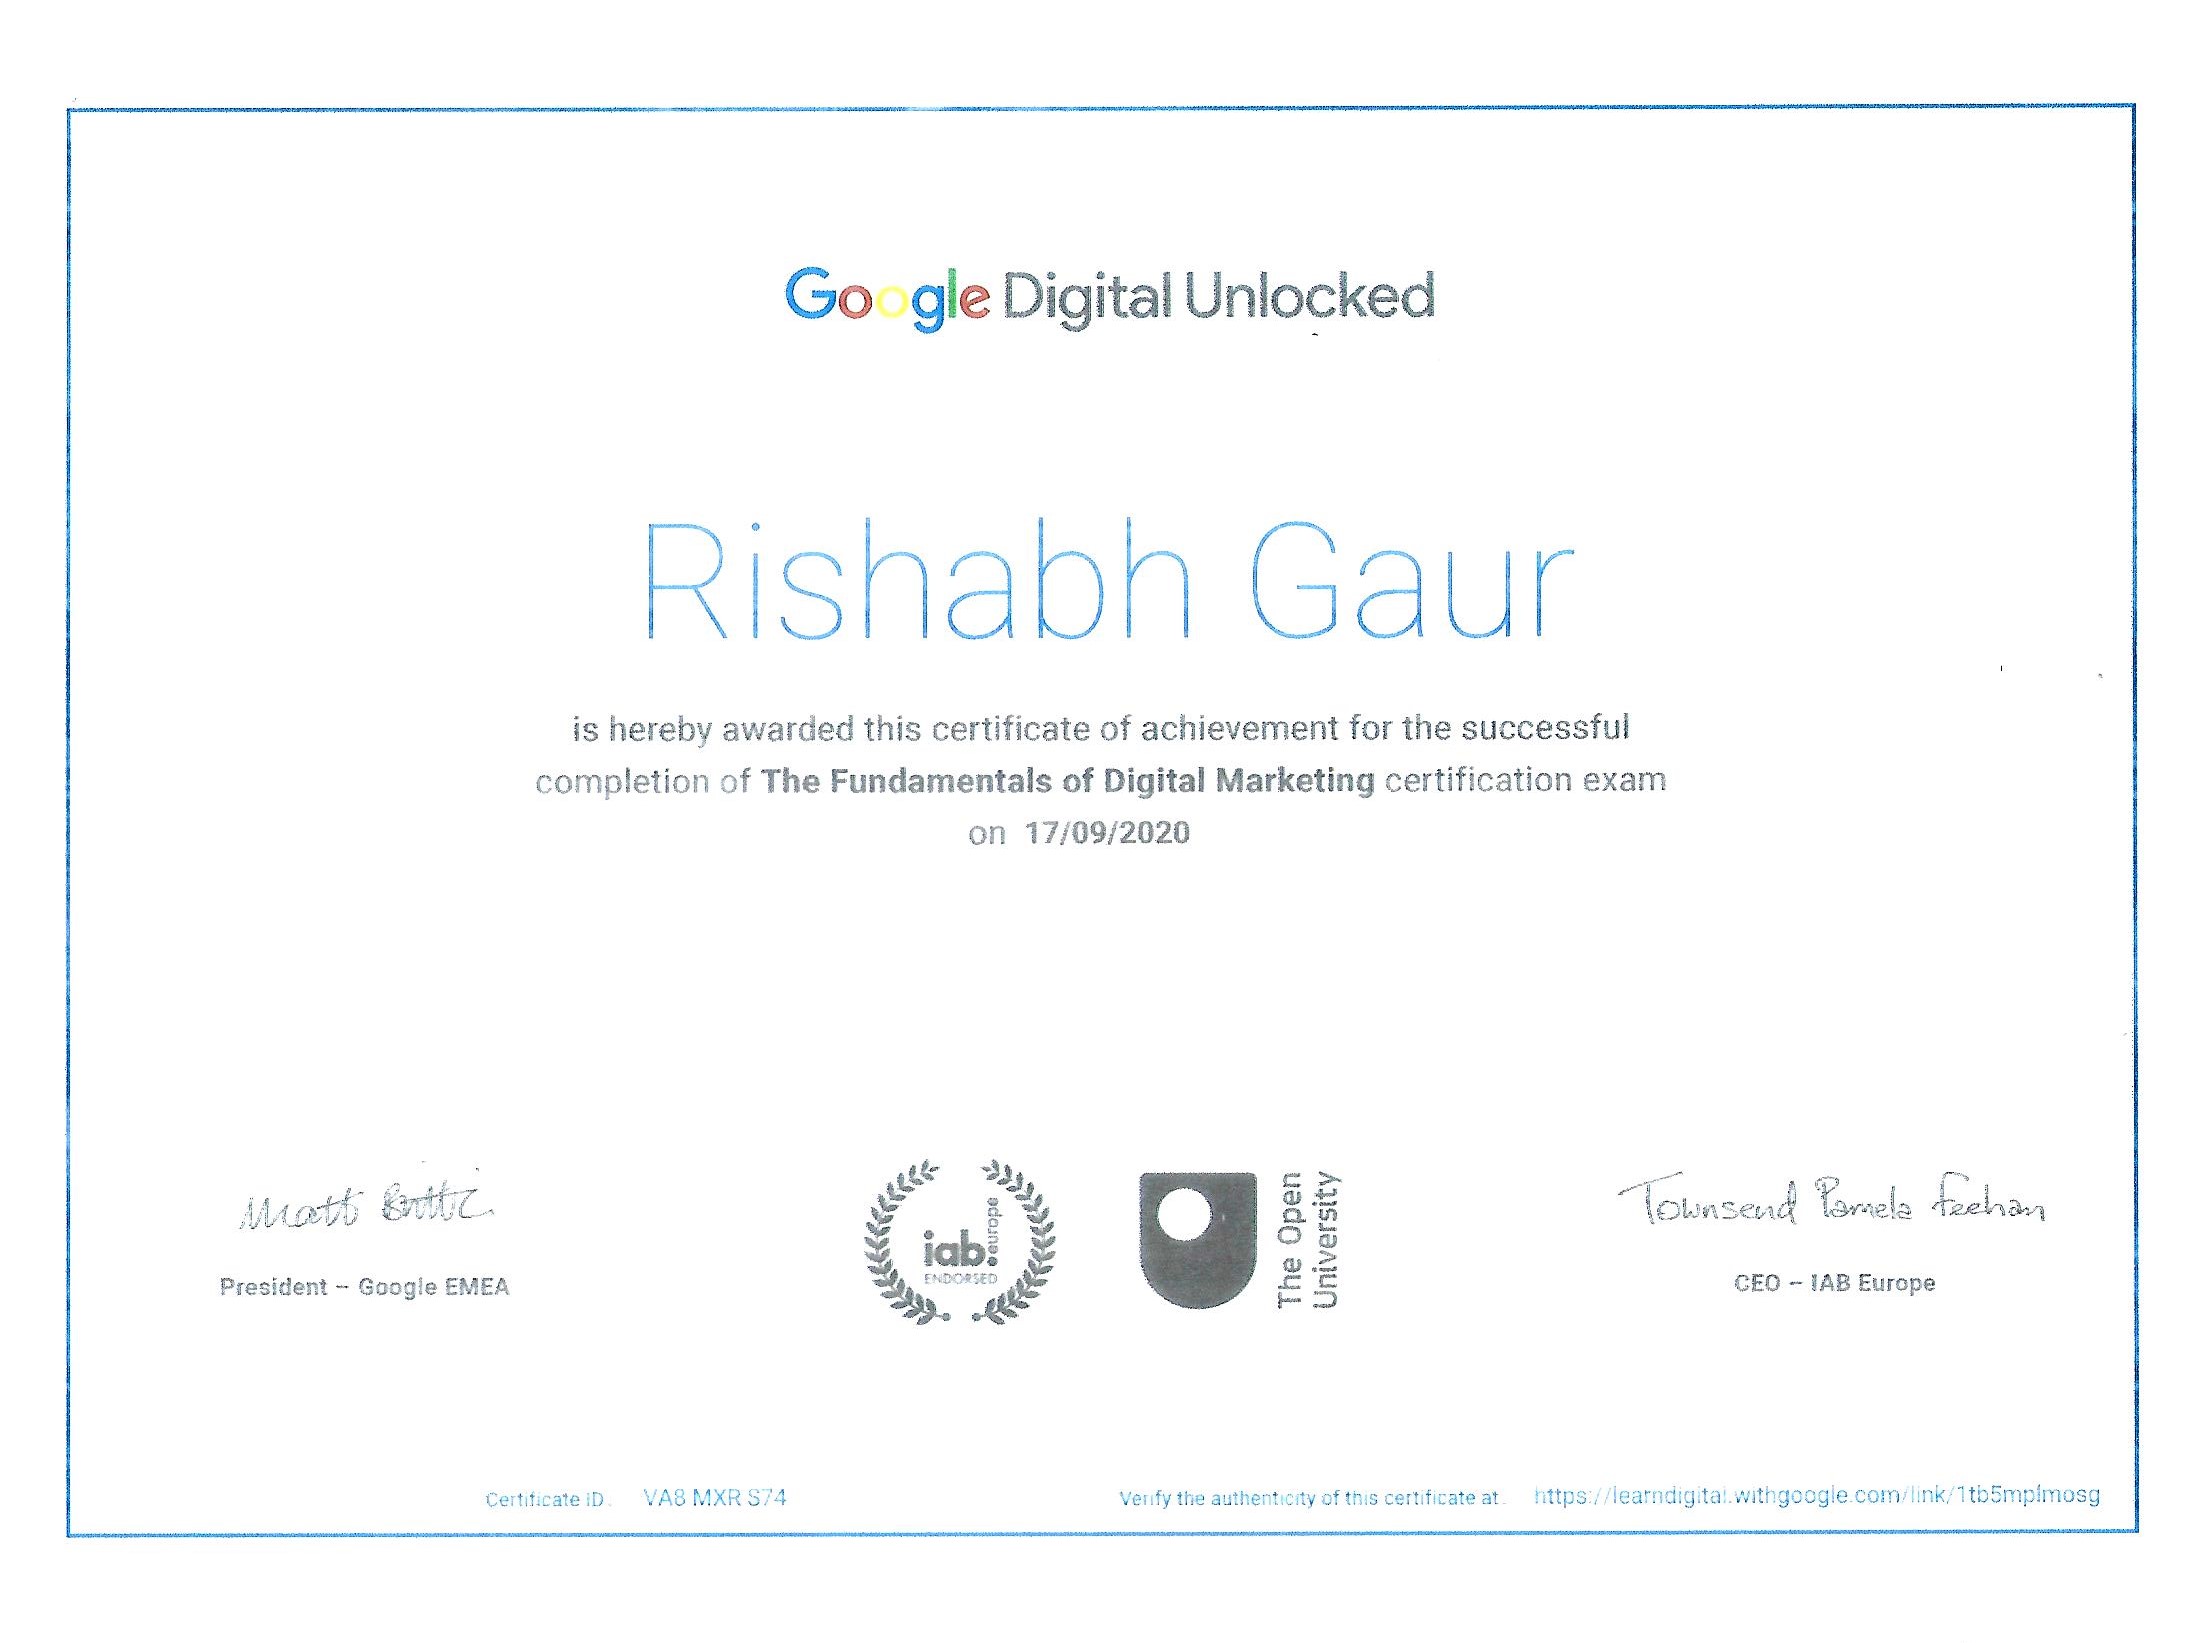 Google Digital Unlocked
Rishabh Gaur
is hereby awarded this certificate of achievement for the successful
completion of The Fundamentals of Digital Marketing certification exam
on 17/09/2020
Matt Brittin
President – Google EMEA
iab: europe
ENDORSED
The Open
University
Townsend Pamela Feehan
CEO – IAB Europe
Certificate ID. VA8 MXR S74
Verify the authenticity of this certificate at. https://learndigital.withgoogle.com/link/1tb5mplmosg